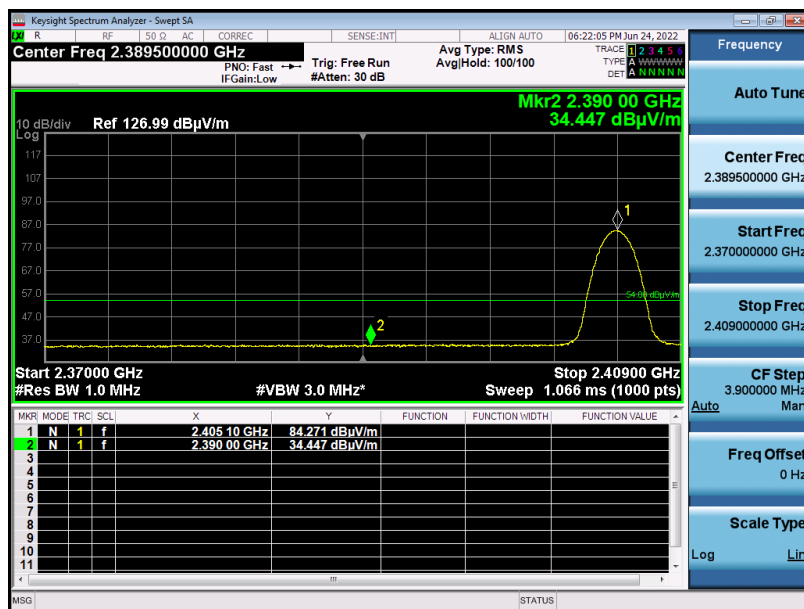 Keysight Spectrum Analyzer - Swept SA
LXI R RF 50 Ω AC CORREC SENSE:INT ALIGN AUTO 06:22:05 PM Jun 24, 2022
Center Freq 2.389500000 GHz
PNO: Fast
IFGain:Low
Trig: Free Run
#Atten: 30 dB
Avg Type: RMS
Avg|Hold: 100/100
TRACE 1 2 3 4 5 6
TYPE A WWWWW
DET A N N N N N
Mkr2 2.390 00 GHz
34.447 dBµV/m
10 dB/div Ref 126.99 dBµV/m
Log
117
107
97.0
87.0
77.0
67.0
57.0
47.0
37.0
1
54.00 dBµV/m
2
Start 2.37000 GHz Stop 2.40900 GHz
#Res BW 1.0 MHz #VBW 3.0 MHz* Sweep 1.066 ms (1000 pts)
MKR MODE TRC SCL X Y FUNCTION FUNCTION WIDTH FUNCTION VALUE
1 N 1 f 2.405 10 GHz 84.271 dBµV/m
2 N 1 f 2.390 00 GHz 34.447 dBµV/m
3
4
5
6
7
8
9
10
11
MSG STATUS
Frequency
Auto Tune
Center Freq
2.389500000 GHz
Start Freq
2.370000000 GHz
Stop Freq
2.409000000 GHz
CF Step
3.900000 MHz
Auto Man
Freq Offset
0 Hz
Scale Type
Log Lin